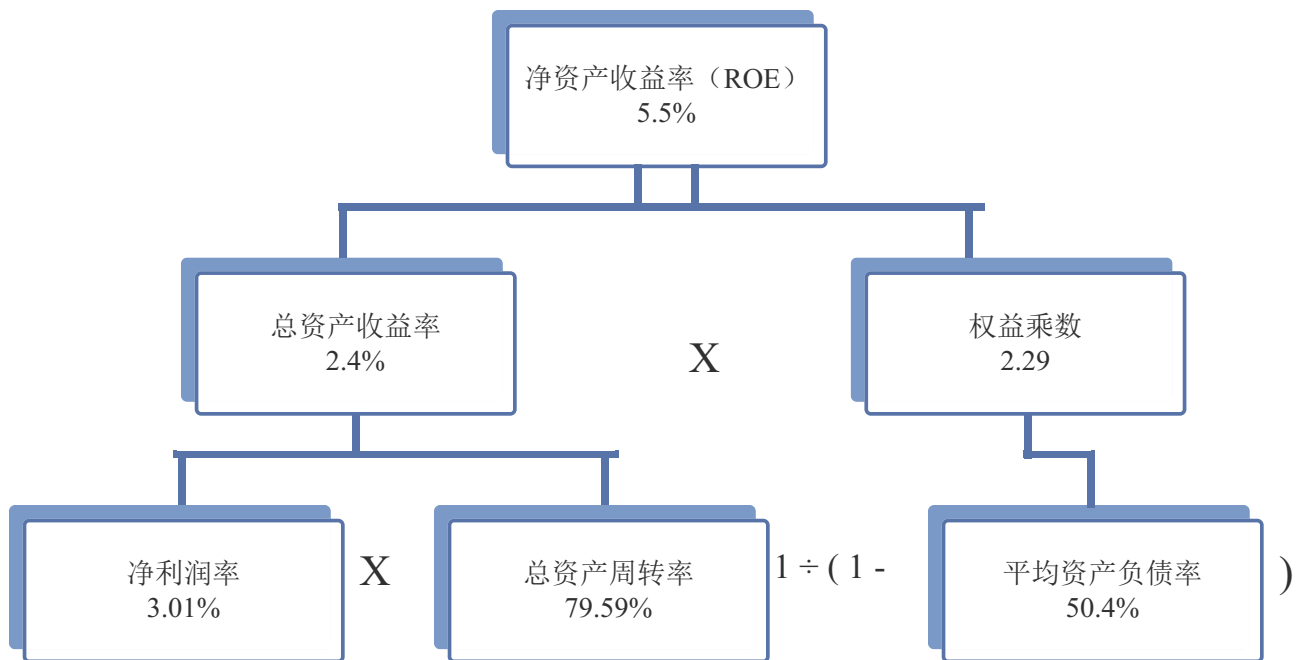 净资产收益率（ROE）
5.5%
总资产收益率
2.4%
X
权益乘数
2.29
净利润率
3.01%
X
总资产周转率
79.59%
1 ÷ ( 1 -
平均资产负债率
50.4%
)